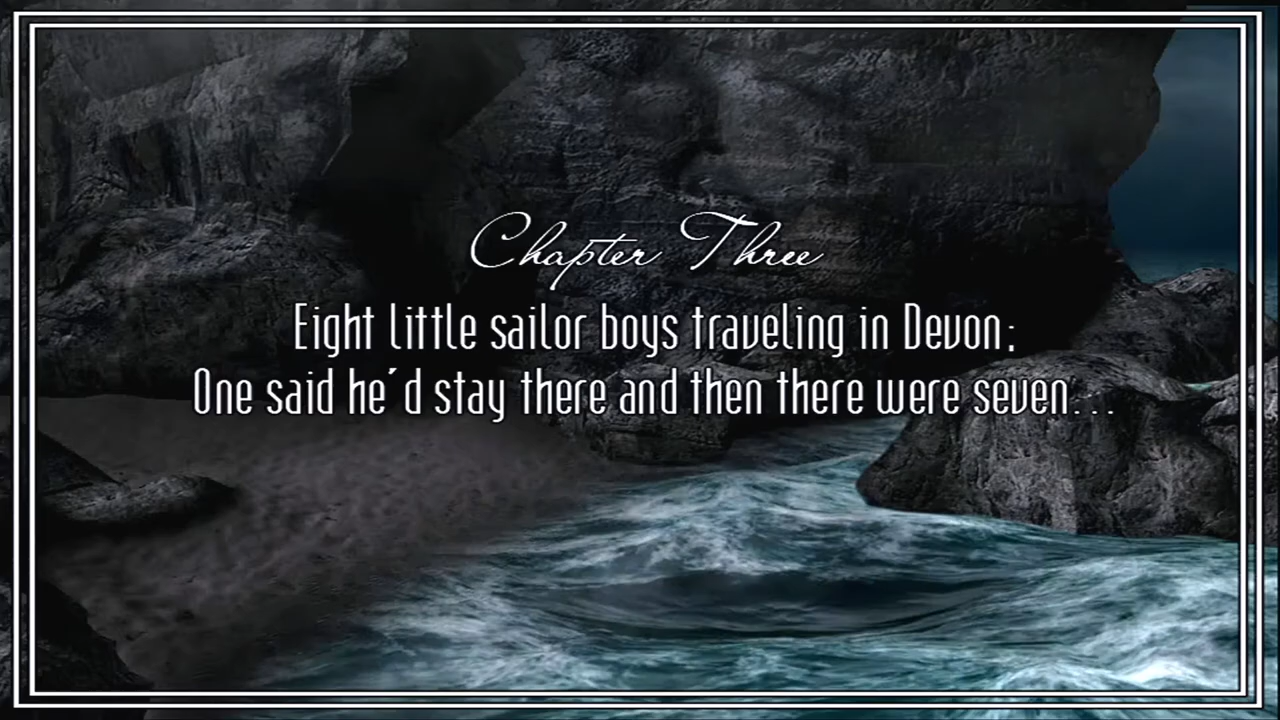 Chapter Three
Eight little sailor boys traveling in Devon;
One said he'd stay there and then there were seven...